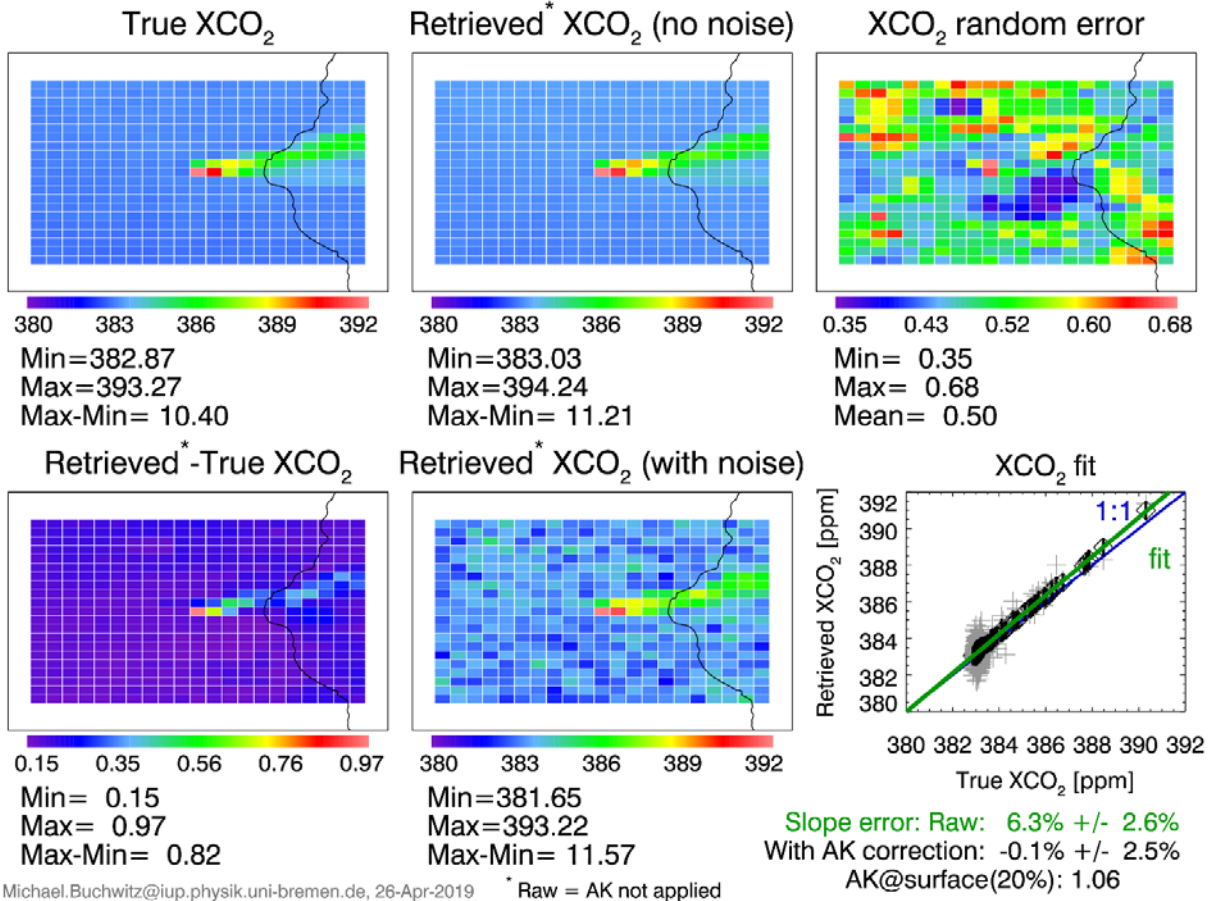 True XCO₂
Retrieved* XCO₂ (no noise)
XCO₂ random error
380 383 386 389 392
380 383 386 389 392
0.35 0.43 0.52 0.60 0.68
Min=382.87
Max=393.27
Max-Min= 10.40
Min=383.03
Max=394.24
Max-Min= 11.21
Min= 0.35
Max= 0.68
Mean= 0.50
Retrieved*-True XCO₂
Retrieved* XCO₂ (with noise)
XCO₂ fit
0.15 0.35 0.56 0.76 0.97
Min= 0.15
Max= 0.97
Max-Min= 0.82
380 383 386 389 392
Min=381.65
Max=393.22
Max-Min= 11.57
Retrieved XCO₂ [ppm]
392
390
388
386
384
382
380
1:1
fit
380 382 384 386 388 390 392
True XCO₂ [ppm]
Slope error: Raw: 6.3% +/- 2.6%
With AK correction: -0.1% +/- 2.5%
AK@surface(20%): 1.06
Michael.Buchwitz@iup.physik.uni-bremen.de, 26-Apr-2019
* Raw = AK not applied